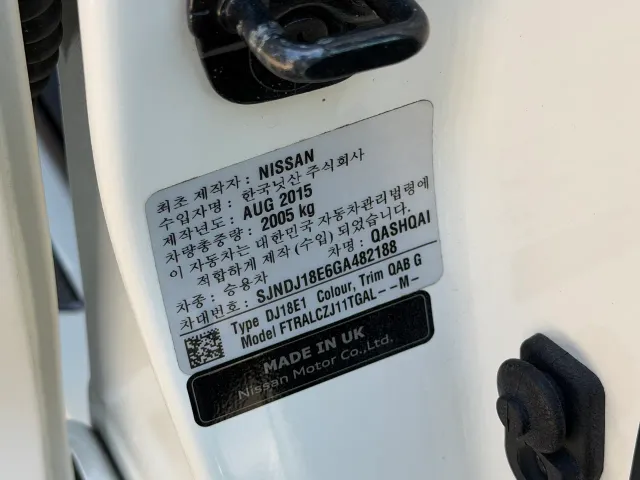 최초 제작자 : NISSAN
수입자명 : 한국닛산 주식회사
제작년도 : AUG 2015
차량총중량 : 2005 kg
이 자동차는 대한민국 자동차관리법령에
적합하게 제작 (수입) 되었습니다.
차종 : 승용차 차명 : QASHQAI
차대번호 : SJNDJ18E6GA482188
Type DJ18E1 Colour, Trim QAB G
Model FTRALCZJ11TGAL--M-
MADE IN UK
Nissan Motor Co.,Ltd.